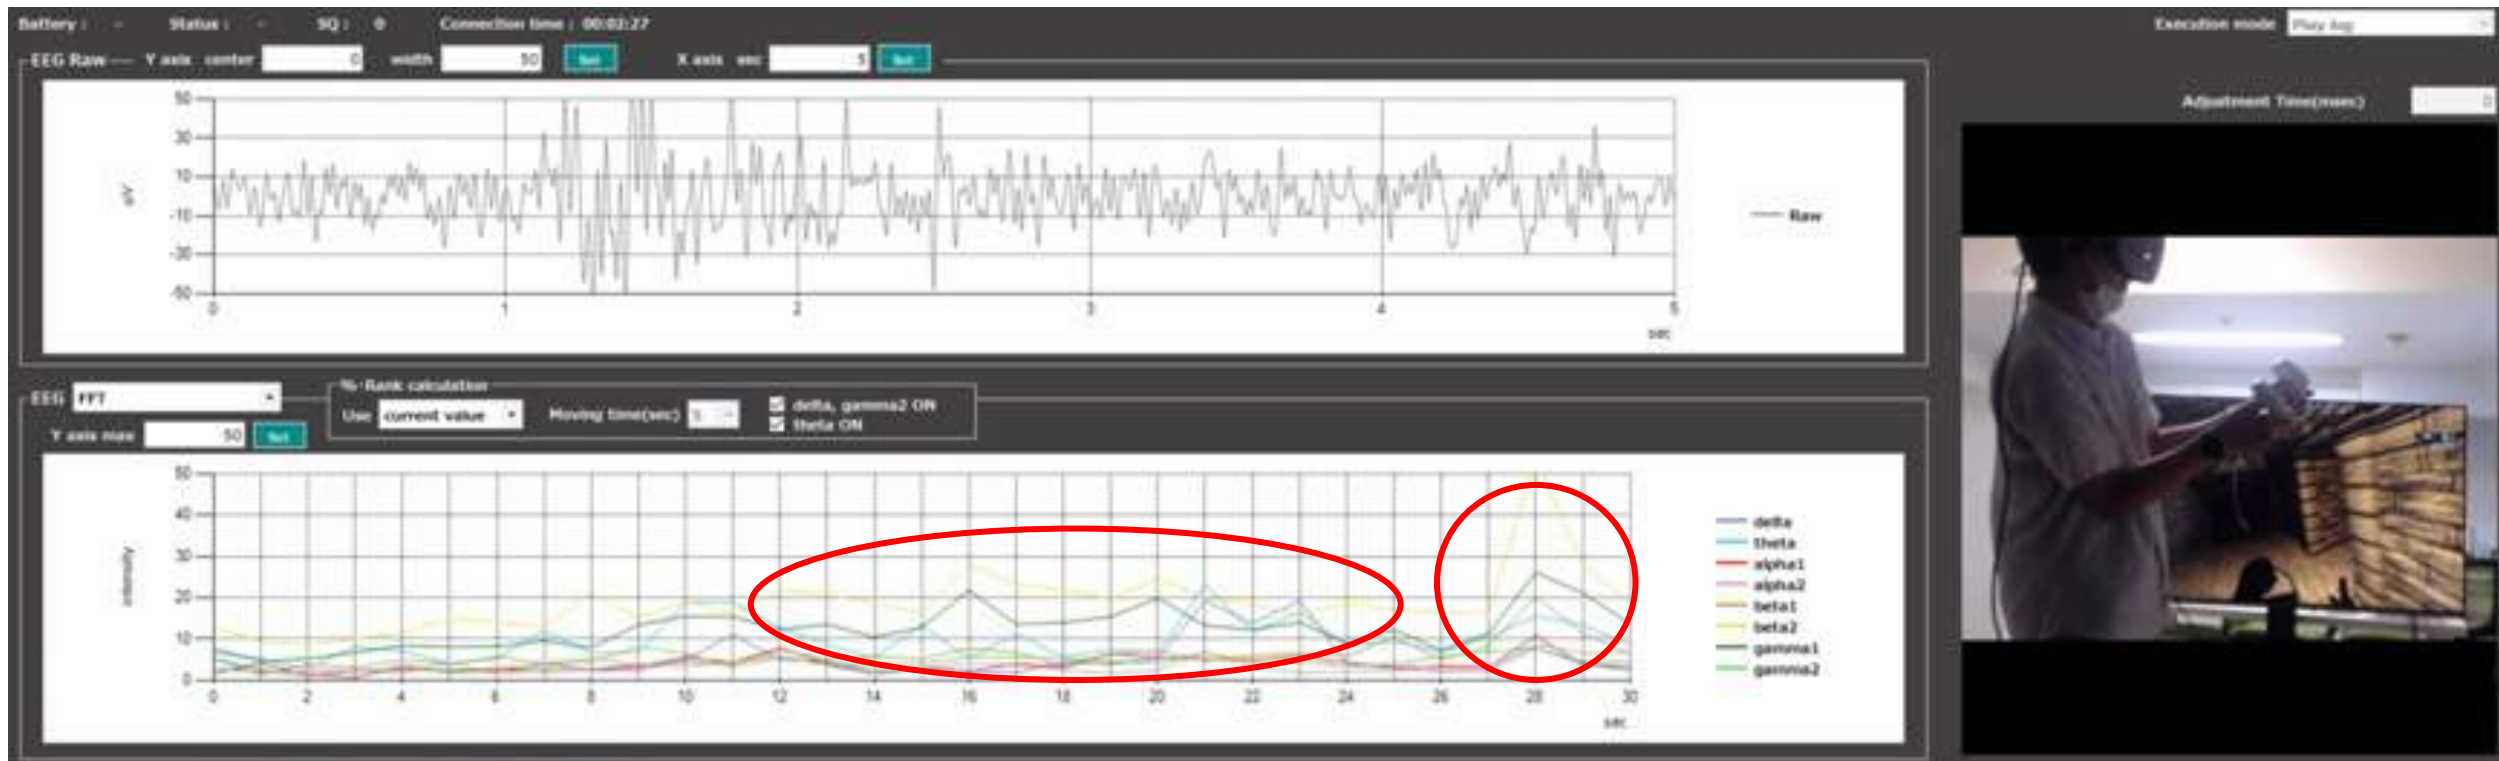 Battery : - Status : - SQ : 0 Connection time : 00:02:27
Execution mode Play log
EEG Raw Y axis center 0 width 50 Set X axis sec 5 Set
Adjustment Time(msec) 0
50
30
10
-10
-30
-50
μV
0 1 2 3 4 5
sec
Raw
EEG FFT
%·Rank calculation
Use current value Moving time(sec) 5
delta, gamma2 ON
theta ON
Y axis max 50 Set
50
40
30
20
10
0
intensity
0 2 4 6 8 10 12 14 16 18 20 22 24 26 28 30
sec
delta
theta
alpha1
alpha2
beta1
beta2
gamma1
gamma2